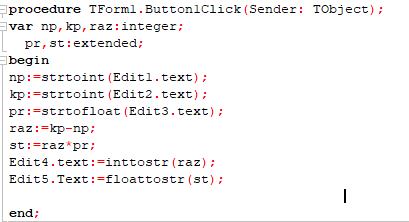 procedure TForm1.Button1Click(Sender: TObject);
var np,kp,raz:integer;
pr,st:extended;
begin
np:=strtoint(Edit1.text);
kp:=strtoint(Edit2.text);
pr:=strtofloat(Edit3.text);
raz:=kp-np;
st:=raz*pr;
Edit4.text:=inttostr(raz);
Edit5.Text:=floattostr(st);
end;